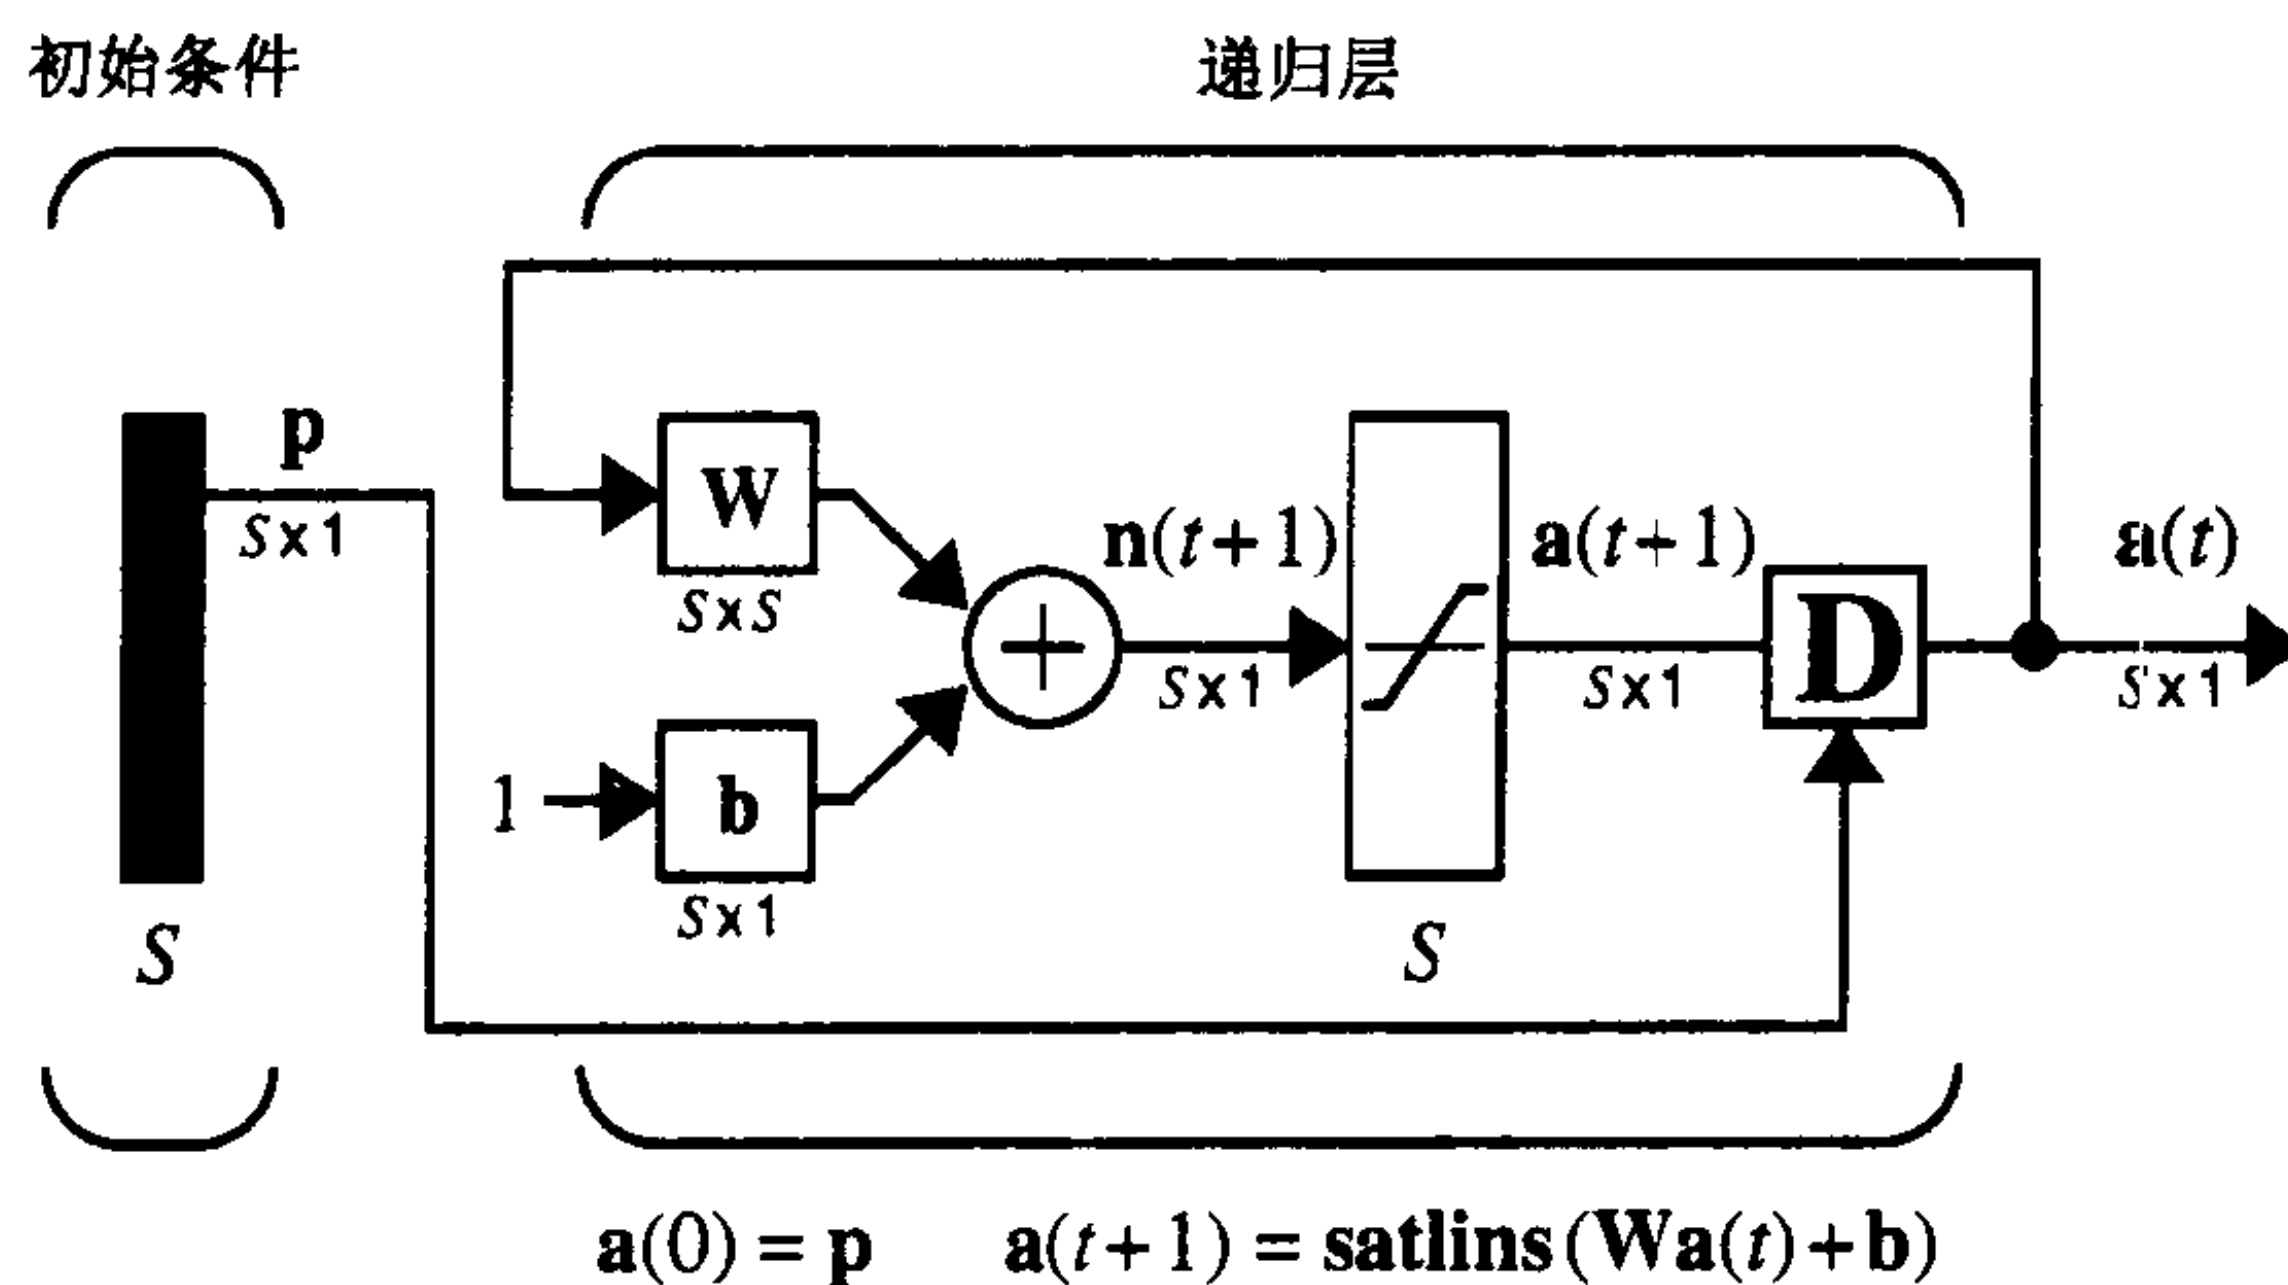 初始条件
递归层
p
S×1
W
S×S
n(t+1)
a(t+1)
a(t)
D
S×1
S×1
S×1
1
b
S×1
S
S
a(0) = p
a(t+1) = satlins(Wa(t)+b)